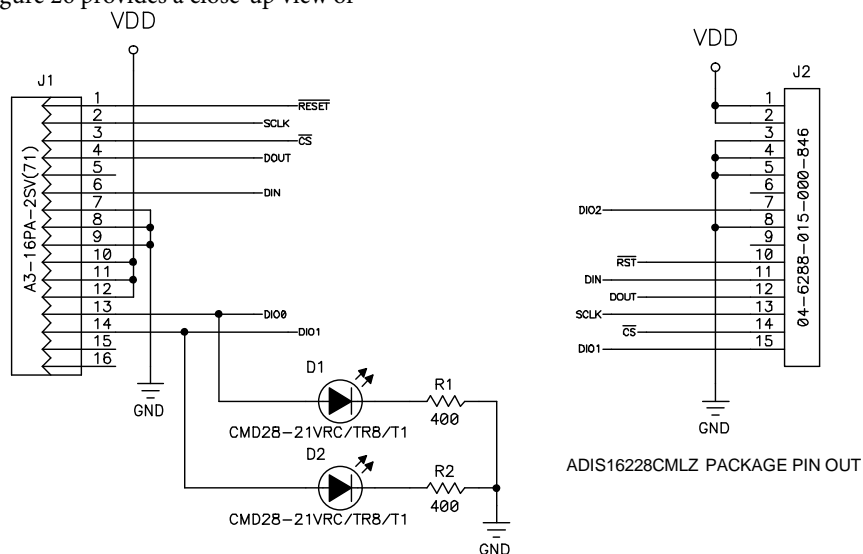 gure 26 provides a close-up view of
VDD
J1
A3-16PA-2SV(71)
1 RESET
2 SCLK
3 CS
4 DOUT
5
6 DIN
7
8
9
10
11
12
13 DIO0
14 DIO1
15
16
GND
D1
CMD28-21VRC/TR8/T1
R1
400
D2
CMD28-21VRC/TR8/T1
R2
400
GND
VDD
J2
04-6288-015-000-846
1
2
3
4
5
6
DIO2 7
8
9
RST 10
DIN 11
DOUT 12
SCLK 13
CS 14
DIO1 15
GND
ADIS16228CMLZ PACKAGE PIN OUT